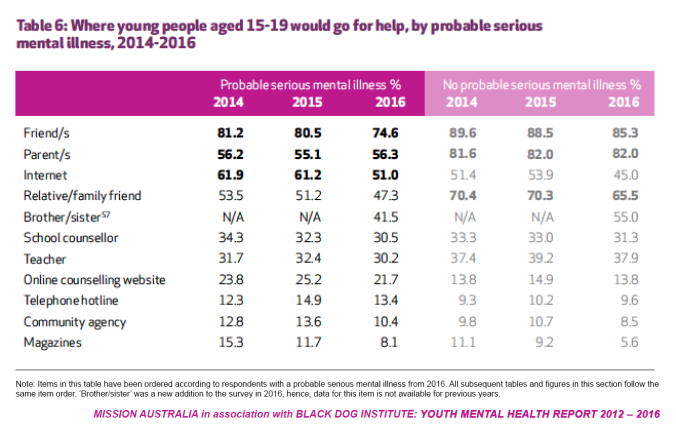 Table 6: Where young people aged 15-19 would go for help, by probable serious
mental illness, 2014-2016
Probable serious mental illness % No probable serious mental illness %
2014 2015 2016 2014 2015 2016
Friend/s 81.2 80.5 74.6 89.6 88.5 85.3
Parent/s 56.2 55.1 56.3 81.6 82.0 82.0
Internet 61.9 61.2 51.0 51.4 53.9 45.0
Relative/family friend 53.5 51.2 47.3 70.4 70.3 65.5
Brother/sister57 N/A N/A 41.5 N/A N/A 55.0
School counsellor 34.3 32.3 30.5 33.3 33.0 31.3
Teacher 31.7 32.4 30.2 37.4 39.2 37.9
Online counselling website 23.8 25.2 21.7 13.8 14.9 13.8
Telephone hotline 12.3 14.9 13.4 9.3 10.2 9.6
Community agency 12.8 13.6 10.4 9.8 10.7 8.5
Magazines 15.3 11.7 8.1 11.1 9.2 5.6
Note: Items in this table have been ordered according to respondents with a probable serious mental illness from 2016. All subsequent tables and figures in this section follow the
same item order. 'Brother/sister' was a new addition to the survey in 2016, hence, data for this item is not available for previous years.
MISSION AUSTRALIA in association with BLACK DOG INSTITUTE: YOUTH MENTAL HEALTH REPORT 2012 – 2016